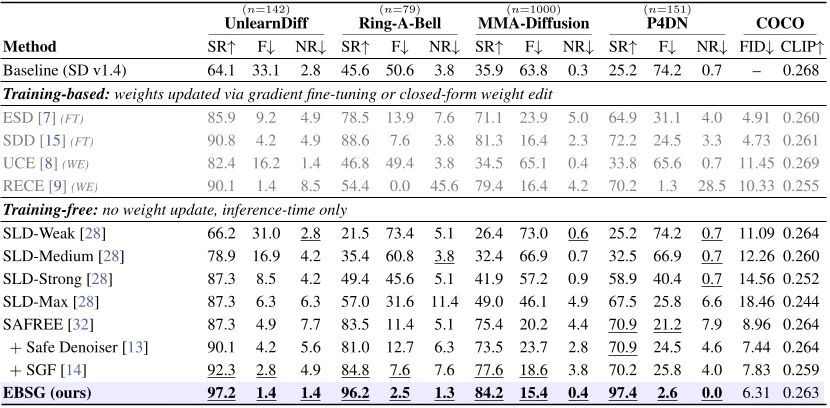 (n=142) (n=79) (n=1000) (n=151)
UnlearnDiff Ring-A-Bell MMA-Diffusion P4DN COCO
Method SR↑ F↓ NR↓ SR↑ F↓ NR↓ SR↑ F↓ NR↓ SR↑ F↓ NR↓ FID↓ CLIP↑
Baseline (SD v1.4) 64.1 33.1 2.8 45.6 50.6 3.8 35.9 63.8 0.3 25.2 74.2 0.7 – 0.268
Training-based: weights updated via gradient fine-tuning or closed-form weight edit
ESD [7] (FT) 85.9 9.2 4.9 78.5 13.9 7.6 71.1 23.9 5.0 64.9 31.1 4.0 4.91 0.260
SDD [15] (FT) 90.8 4.2 4.9 88.6 7.6 3.8 81.3 16.4 2.3 72.2 24.5 3.3 4.73 0.261
UCE [8] (WE) 82.4 16.2 1.4 46.8 49.4 3.8 34.5 65.1 0.4 33.8 65.6 0.7 11.45 0.269
RECE [9] (WE) 90.1 1.4 8.5 54.4 0.0 45.6 79.4 16.4 4.2 70.2 1.3 28.5 10.33 0.255
Training-free: no weight update, inference-time only
SLD-Weak [28] 66.2 31.0 2.8 21.5 73.4 5.1 26.4 73.0 0.6 25.2 74.2 0.7 11.09 0.264
SLD-Medium [28] 78.9 16.9 4.2 35.4 60.8 3.8 32.4 66.9 0.7 32.5 66.9 0.7 12.26 0.260
SLD-Strong [28] 87.3 8.5 4.2 49.4 45.6 5.1 41.9 57.2 0.9 58.9 40.4 0.7 14.56 0.252
SLD-Max [28] 87.3 6.3 6.3 57.0 31.6 11.4 49.0 46.1 4.9 67.5 25.8 6.6 18.46 0.244
SAFREE [32] 87.3 4.9 7.7 83.5 11.4 5.1 75.4 20.2 4.4 70.9 21.2 7.9 8.96 0.264
+ Safe Denoiser [13] 90.1 4.2 5.6 81.0 12.7 6.3 73.5 23.7 2.8 70.9 24.5 4.6 7.44 0.264
+ SGF [14] 92.3 2.8 4.9 84.8 7.6 7.6 77.6 18.6 3.8 70.2 25.8 4.0 7.83 0.259
EBSG (ours) 97.2 1.4 1.4 96.2 2.5 1.3 84.2 15.4 0.4 97.4 2.6 0.0 6.31 0.263